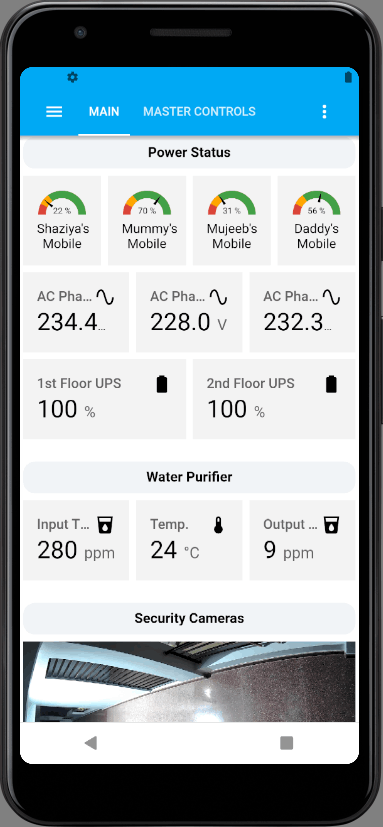 MAIN MASTER CONTROLS
Power Status
22 % 70 % 31 % 56 %
Shaziya's Mummy's Mujeeb's Daddy's
Mobile Mobile Mobile Mobile
AC Pha... AC Pha... AC Pha...
234.4... 228.0 V 232.3...
1st Floor UPS 2nd Floor UPS
100 % 100 %
Water Purifier
Input T... Temp. Output ...
280 ppm 24 °C 9 ppm
Security Cameras